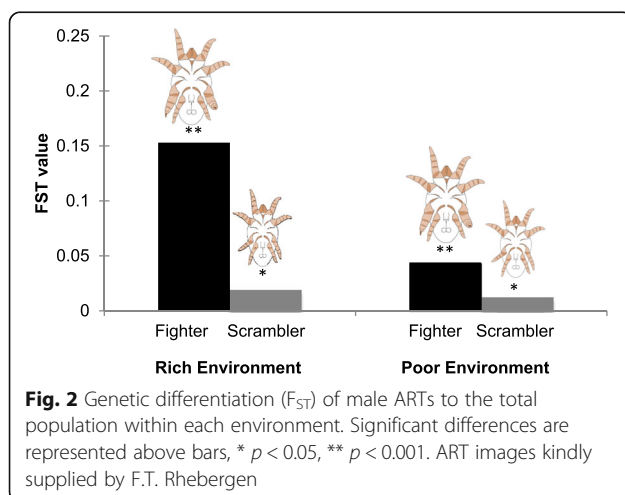 0.25
0.2
0.15
0.1
0.05
0
FST value
**
*
**
*
Fighter Scrambler Fighter Scrambler
Rich Environment Poor Environment
Fig. 2 Genetic differentiation (FST) of male ARTs to the total
population within each environment. Significant differences are
represented above bars, * p < 0.05, ** p < 0.001. ART images kindly
supplied by F.T. Rhebergen